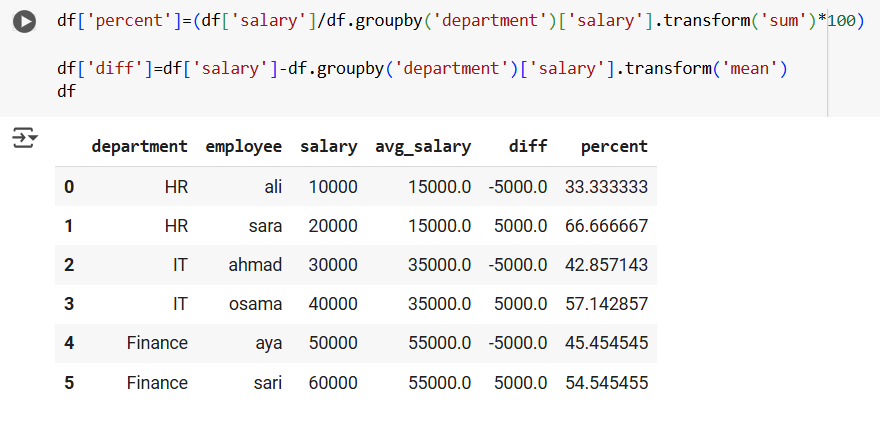 df['percent']=(df['salary']/df.groupby('department')['salary'].transform('sum')*100)
df['diff']=df['salary']-df.groupby('department')['salary'].transform('mean')
df
department employee salary avg_salary diff percent
0 HR ali 10000 15000.0 -5000.0 33.333333
1 HR sara 20000 15000.0 5000.0 66.666667
2 IT ahmad 30000 35000.0 -5000.0 42.857143
3 IT osama 40000 35000.0 5000.0 57.142857
4 Finance aya 50000 55000.0 -5000.0 45.454545
5 Finance sari 60000 55000.0 5000.0 54.545455